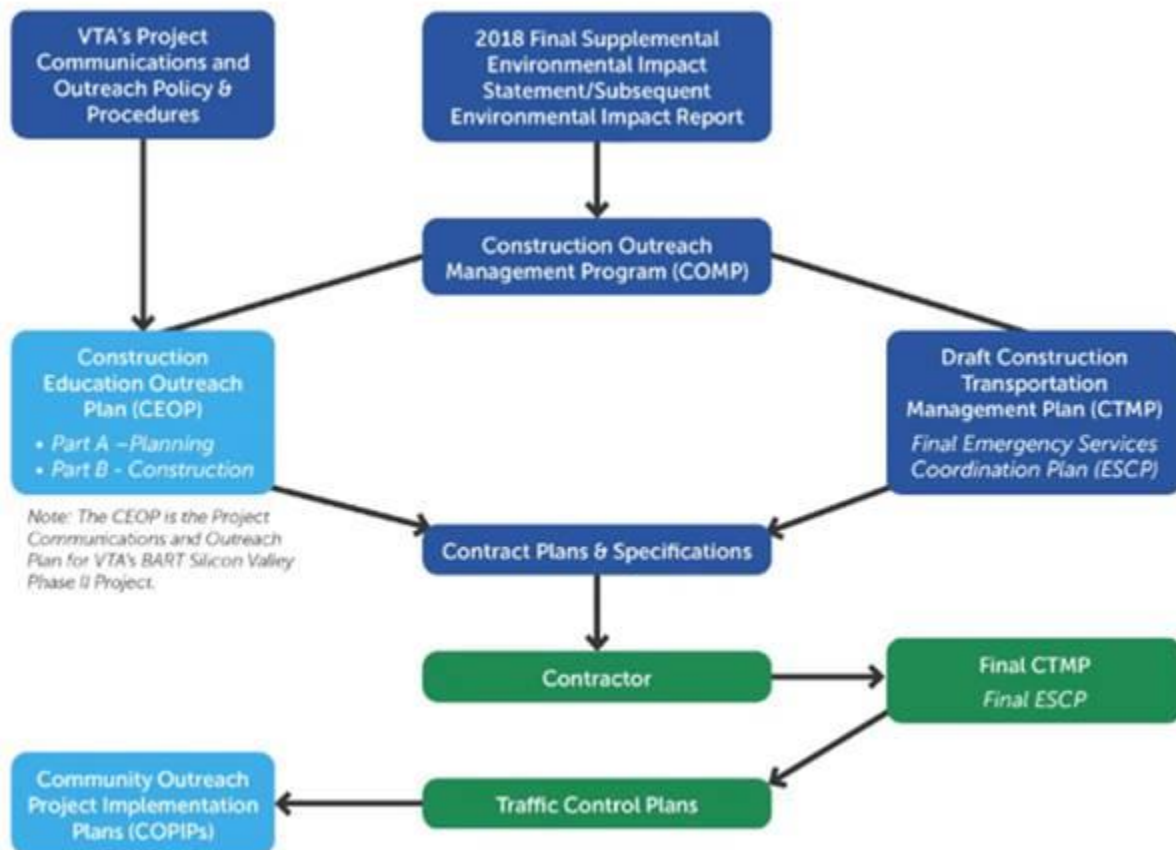 VTA's Project
Communications and
Outreach Policy &
Procedures
2018 Final Supplemental
Environmental Impact
Statement/Subsequent
Environmental Impact Report
Construction Outreach
Management Program (COMP)
Construction
Education Outreach
Plan (CEOP)
• Part A –Planning
• Part B - Construction
Draft Construction
Transportation
Management Plan (CTMP)
Final Emergency Services
Coordination Plan (ESCP)
Note: The CEOP is the Project
Communications and Outreach
Plan for VTA's BART Silicon Valley
Phase II Project.
Contract Plans & Specifications
Contractor
Final CTMP
Final ESCP
Community Outreach
Project Implementation
Plans (COPIPs)
Traffic Control Plans